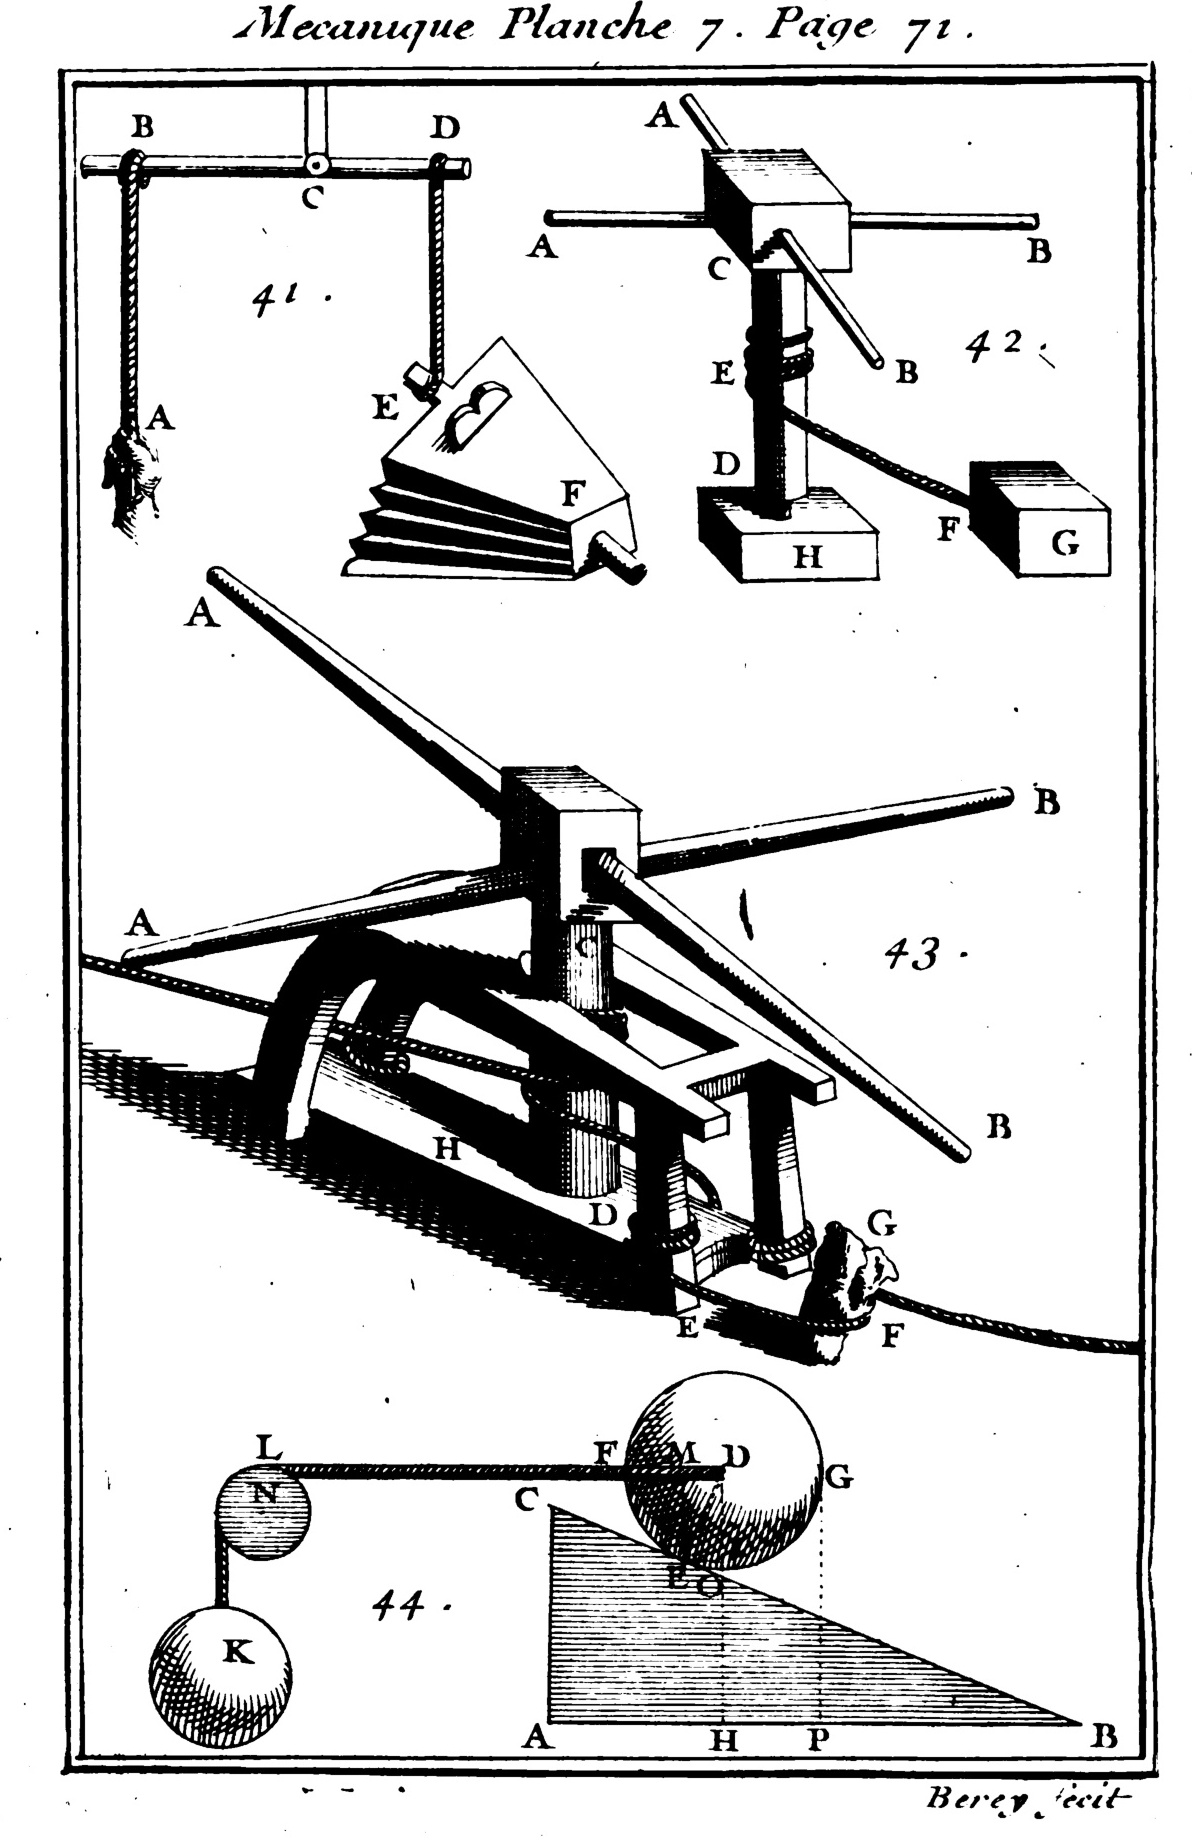 Mecanique Planche 7. Page 71.
B D
C
A
E
F
41.
A
A B
C
E B
D
F G
H
42.
A
B
A
C
43.
B
H
D
G
E F
L
N
F M D G
C
E O
44.
K
A H P B
Berey fecit